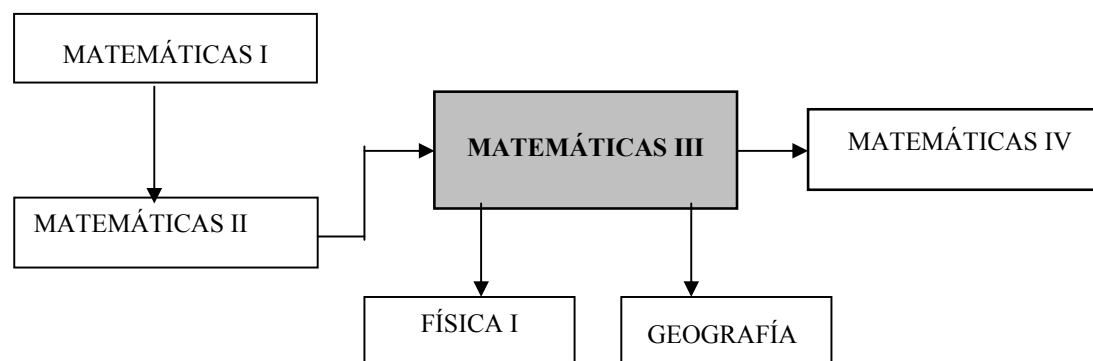 MATEMÁTICAS I
MATEMÁTICAS II
MATEMÁTICAS III
MATEMÁTICAS IV
FÍSICA I
GEOGRAFÍA